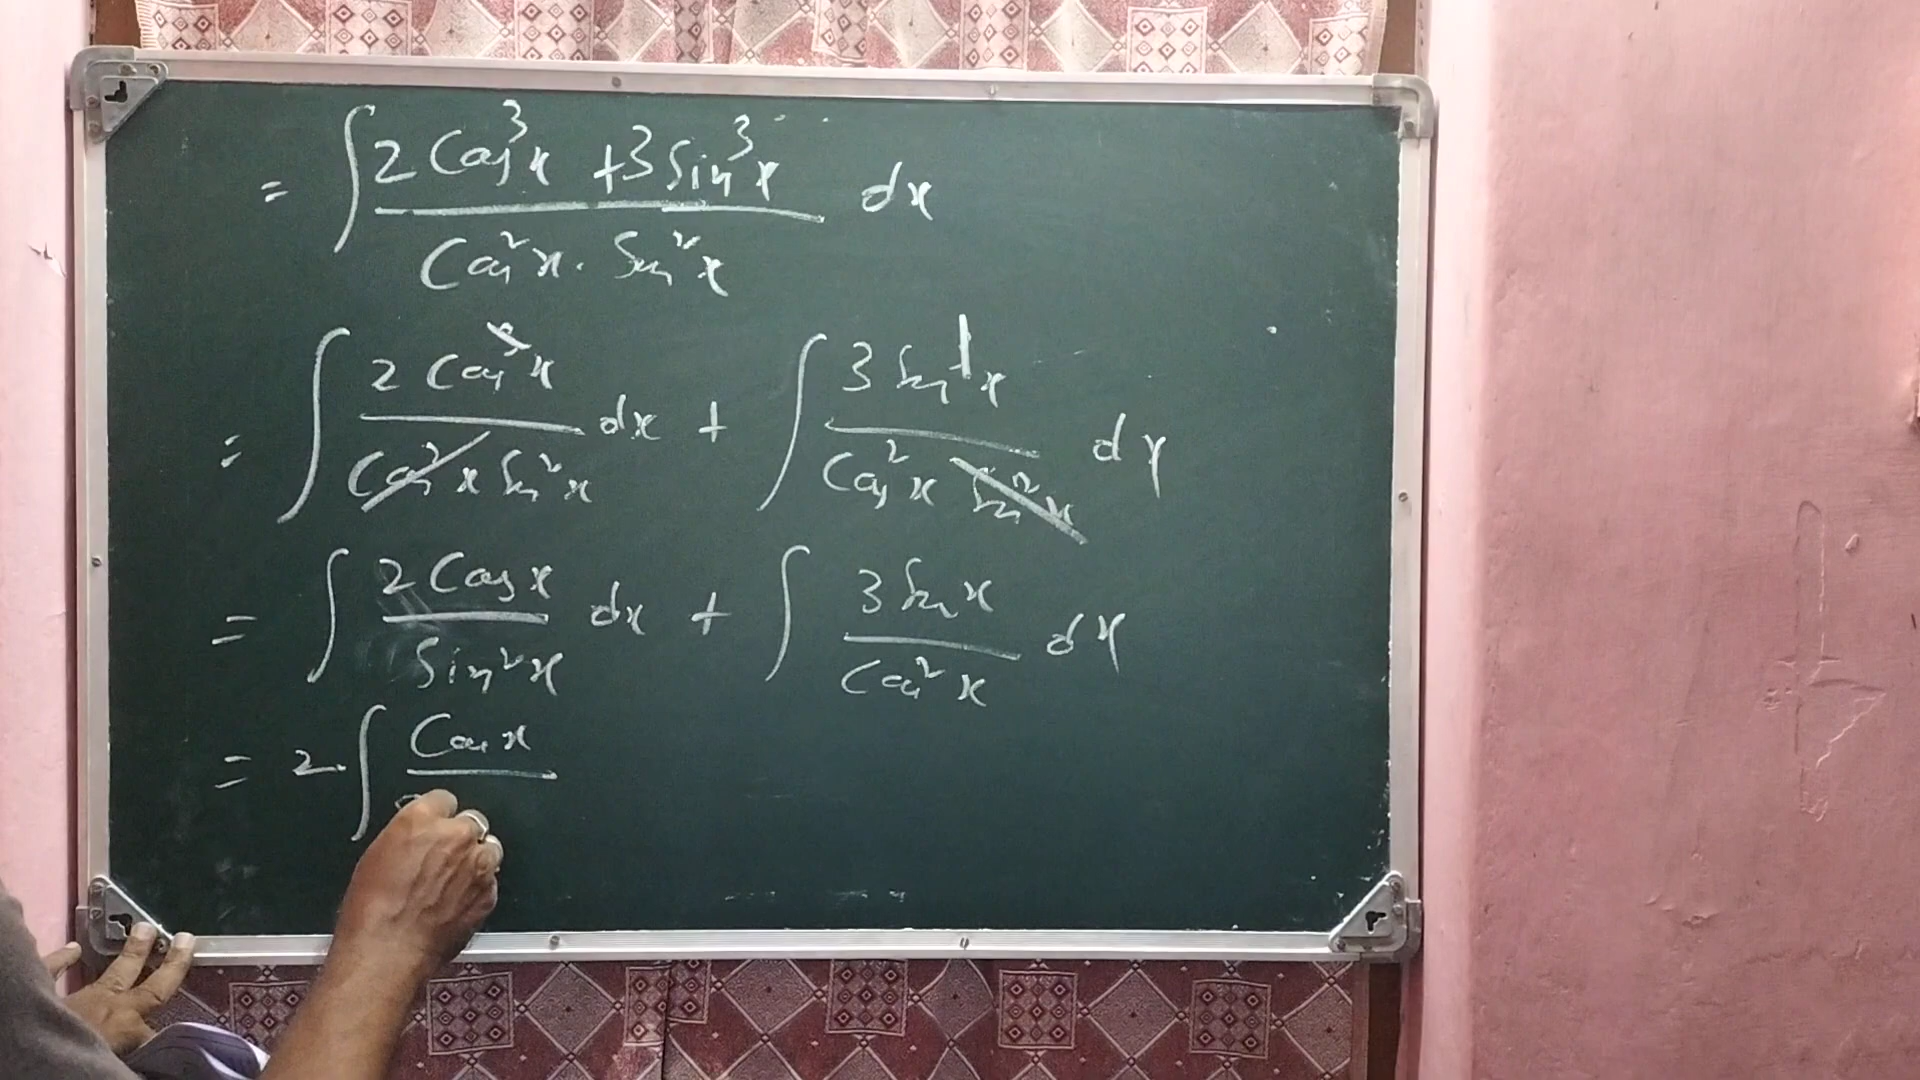 = ∫ (2 Cos³x + 3 Sin³x) / (Cos²x · Sin²x) dx
= ∫ (2 Cos³x) / (Cos²x Sin²x) dx + ∫ (3 Sin x) / (Cos²x Sin²x) dx
= ∫ (2 Cos x) / (Sin²x) dx + ∫ (3 Sin x) / (Cos²x) dx
= 2. ∫ Cos x /